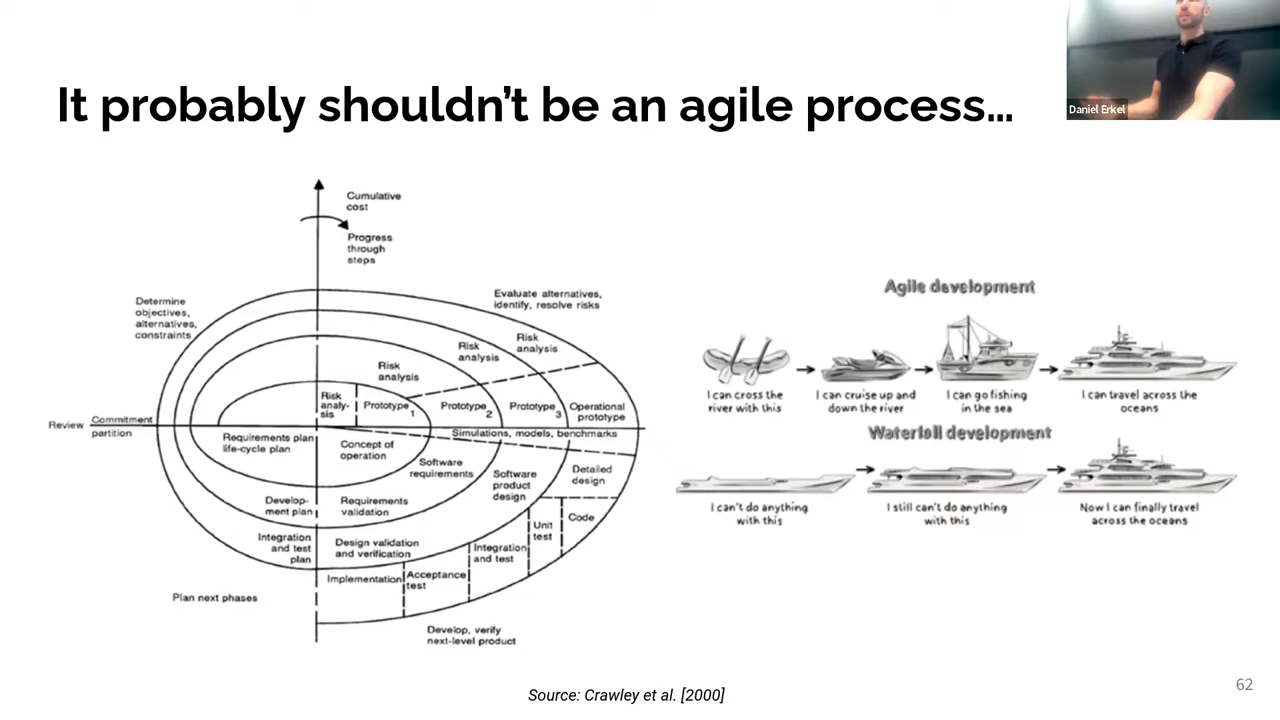 It probably shouldn't be an agile process...
Daniel Erkel
Cumulative
cost
Progress
through
steps
Determine
objectives,
alternatives,
constraints
Evaluate alternatives,
identify, resolve risks
Risk
analysis
Risk
analysis
Risk
analysis
Risk
analy-
sis
Prototype
1
Prototype
2
Prototype
3
Operational
prototype
Review
Commitment
partition
Simulations, models, benchmarks
Requirements plan
life-cycle plan
Concept of
operation
Software
requirements
Software
product
design
Detailed
design
Develop-
ment plan
Requirements
validation
Code
Unit
test
Integration
and test
plan
Design validation
and verification
Integration
and test
Implementation
Acceptance
test
Plan next phases
Develop, verify
next-level product
Agile development
I can cross the
river with this
I can cruise up and
down the river
I can go fishing
in the sea
I can travel across the
oceans
Waterfall development
I can't do anything
with this
I still can't do anything
with this
Now I can finally travel
across the oceans
Source: Crawley et al. [2000]
62